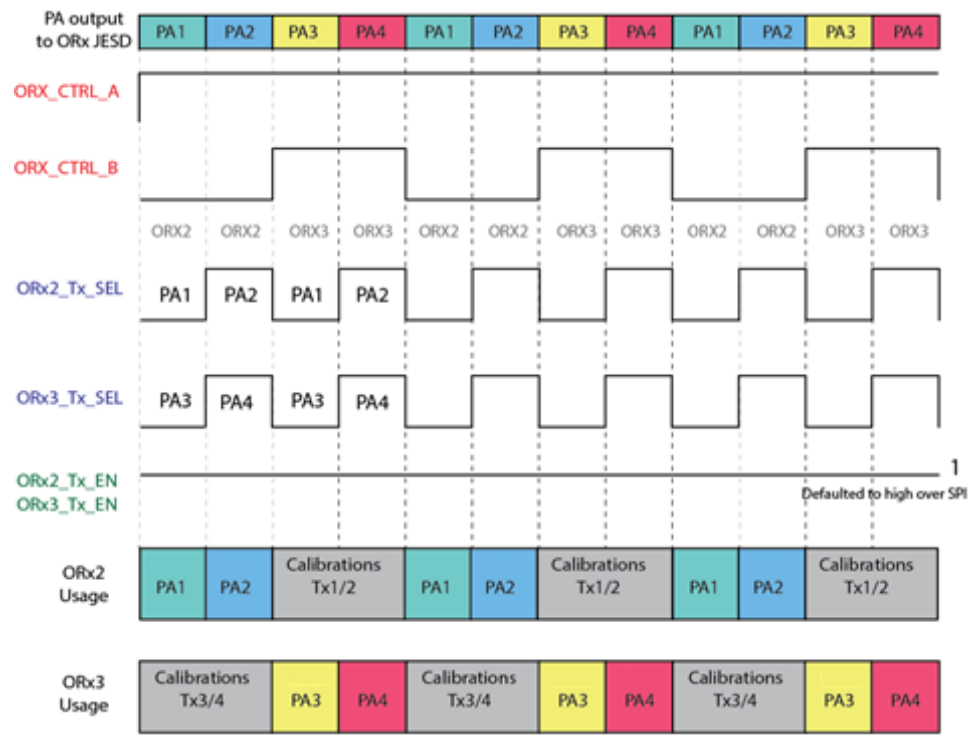 PA output
to ORx JESD
PA1 PA2 PA3 PA4 PA1 PA2 PA3 PA4 PA1 PA2 PA3 PA4
ORX_CTRL_A
ORX_CTRL_B
ORX2 ORX2 ORX3 ORX3 ORX2 ORX2 ORX3 ORX3 ORX2 ORX2 ORX3 ORX3
ORx2_Tx_SEL
PA1 PA2 PA1 PA2
ORx3_Tx_SEL
PA3 PA4 PA3 PA4
ORx2_Tx_EN
ORx3_Tx_EN
1
Defaulted to high over SPI
ORx2
Usage
PA1 PA2
Calibrations
Tx1/2
PA1 PA2
Calibrations
Tx1/2
PA1 PA2
Calibrations
Tx1/2
ORx3
Usage
Calibrations
Tx3/4
PA3 PA4
Calibrations
Tx3/4
PA3 PA4
Calibrations
Tx3/4
PA3 PA4